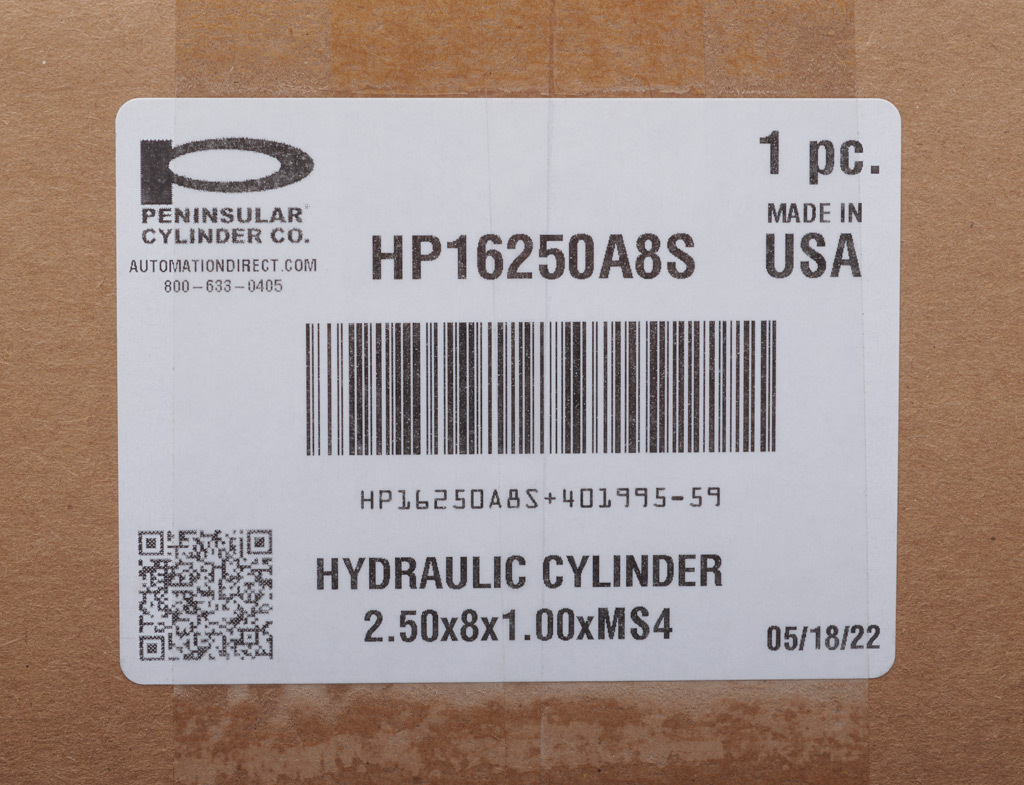 PENINSULAR
CYLINDER CO.
AUTOMATIONDIRECT.COM
800-633-0405
HP16250A8S
1 pc.
MADE IN
USA
HP16250A8S+401995-59
HYDRAULIC CYLINDER
2.50x8x1.00xMS4
05/18/22